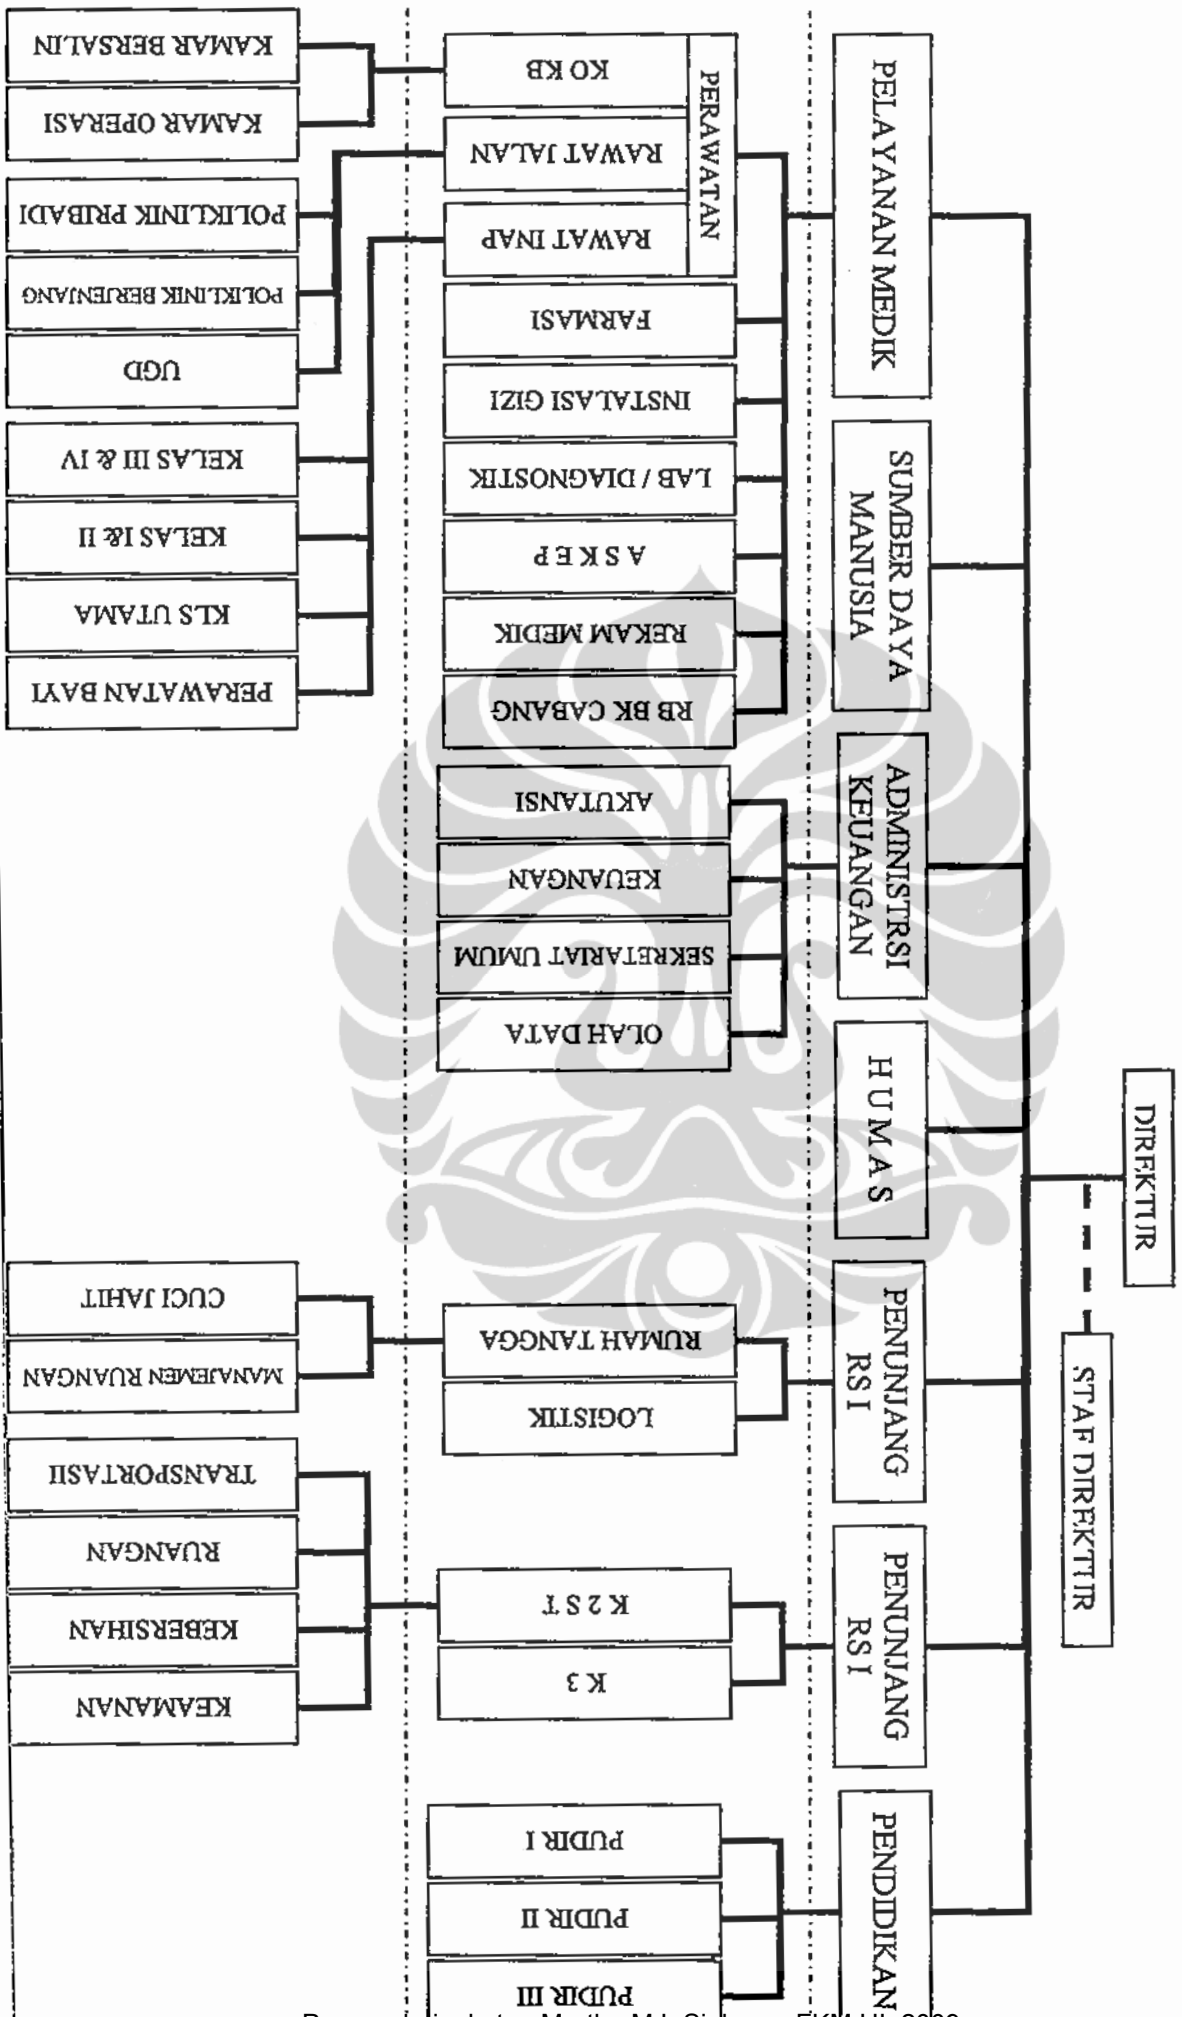 DIREKTUR
STAF DIREKTUR
PELAYANAN MEDIK
SUMBER DAYA
MANUSIA
ADMINISTRSI
KEUANGAN
H U M A S
PENUNJANG
RS I
PENUNJANG
RS I
PENDIDIKAN
PERAWATAN
KO KB
RAWAT JALAN
RAWAT INAP
FARMASI
INSTALASI GIZI
LAB / DIAGNOSTIK
A S K E P
REKAM MEDIK
RB BK CABANG
AKUTANSI
KEUANGAN
SEKRETARIAT UMUM
OLAH DATA
RUMAH TANGGA
LOGISTIK
K 2 S T
K 3
PUDIR I
PUDIR II
PUDIR III
KAMAR BERSALIN
KAMAR OPERASI
POLIKLINIK PRIBADI
POLIKLINIK BERJENJANG
UGD
KELAS III & IV
KELAS I& II
KLS UTAMA
PERAWATAN BAYI
CUCI JAHIT
MANAJEMEN RUANGAN
TRANSPORTASII
RUANGAN
KEBERSIHAN
KEAMANAN